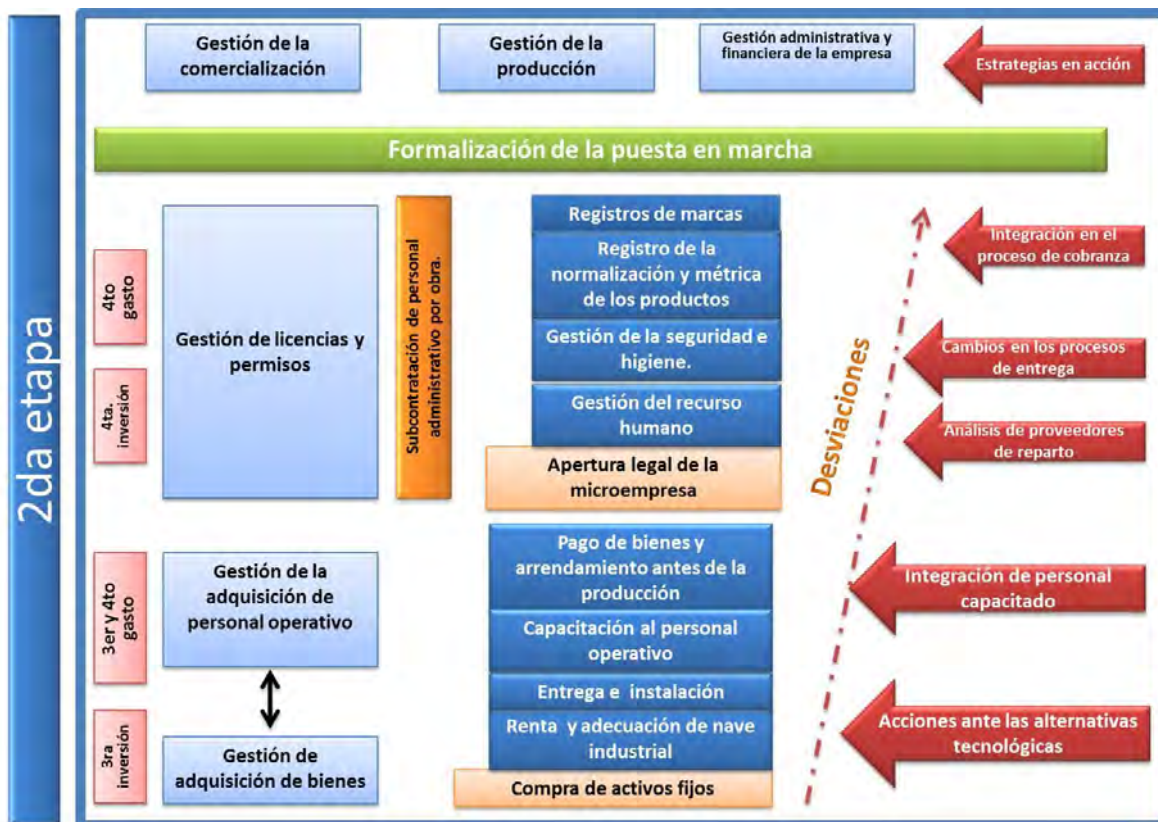 2da etapa
Gestión de la
comercialización
Gestión de la
producción
Gestión administrativa y
financiera de la empresa
Estrategias en acción
Formalización de la puesta en marcha
4to
gasto
4ta.
inversión
Gestión de licencias y
permisos
Subcontratación de personal
administrativo por obra.
Registros de marcas
Registro de la
normalización y métrica
de los productos
Gestión de la seguridad e
higiene.
Gestión del recurso
humano
Apertura legal de la
microempresa
Desviaciones
Integración en el
proceso de cobranza
Cambios en los procesos
de entrega
Análisis de proveedores
de reparto
3er y 4to
gasto
Gestión de la
adquisición de
personal operativo
Pago de bienes y
arrendamiento antes de la
producción
Capacitación al personal
operativo
Integración de personal
capacitado
3ra
inversión
Gestión de
adquisición de bienes
Entrega e instalación
Renta y adecuación de nave
industrial
Compra de activos fijos
Acciones ante las alternativas
tecnológicas